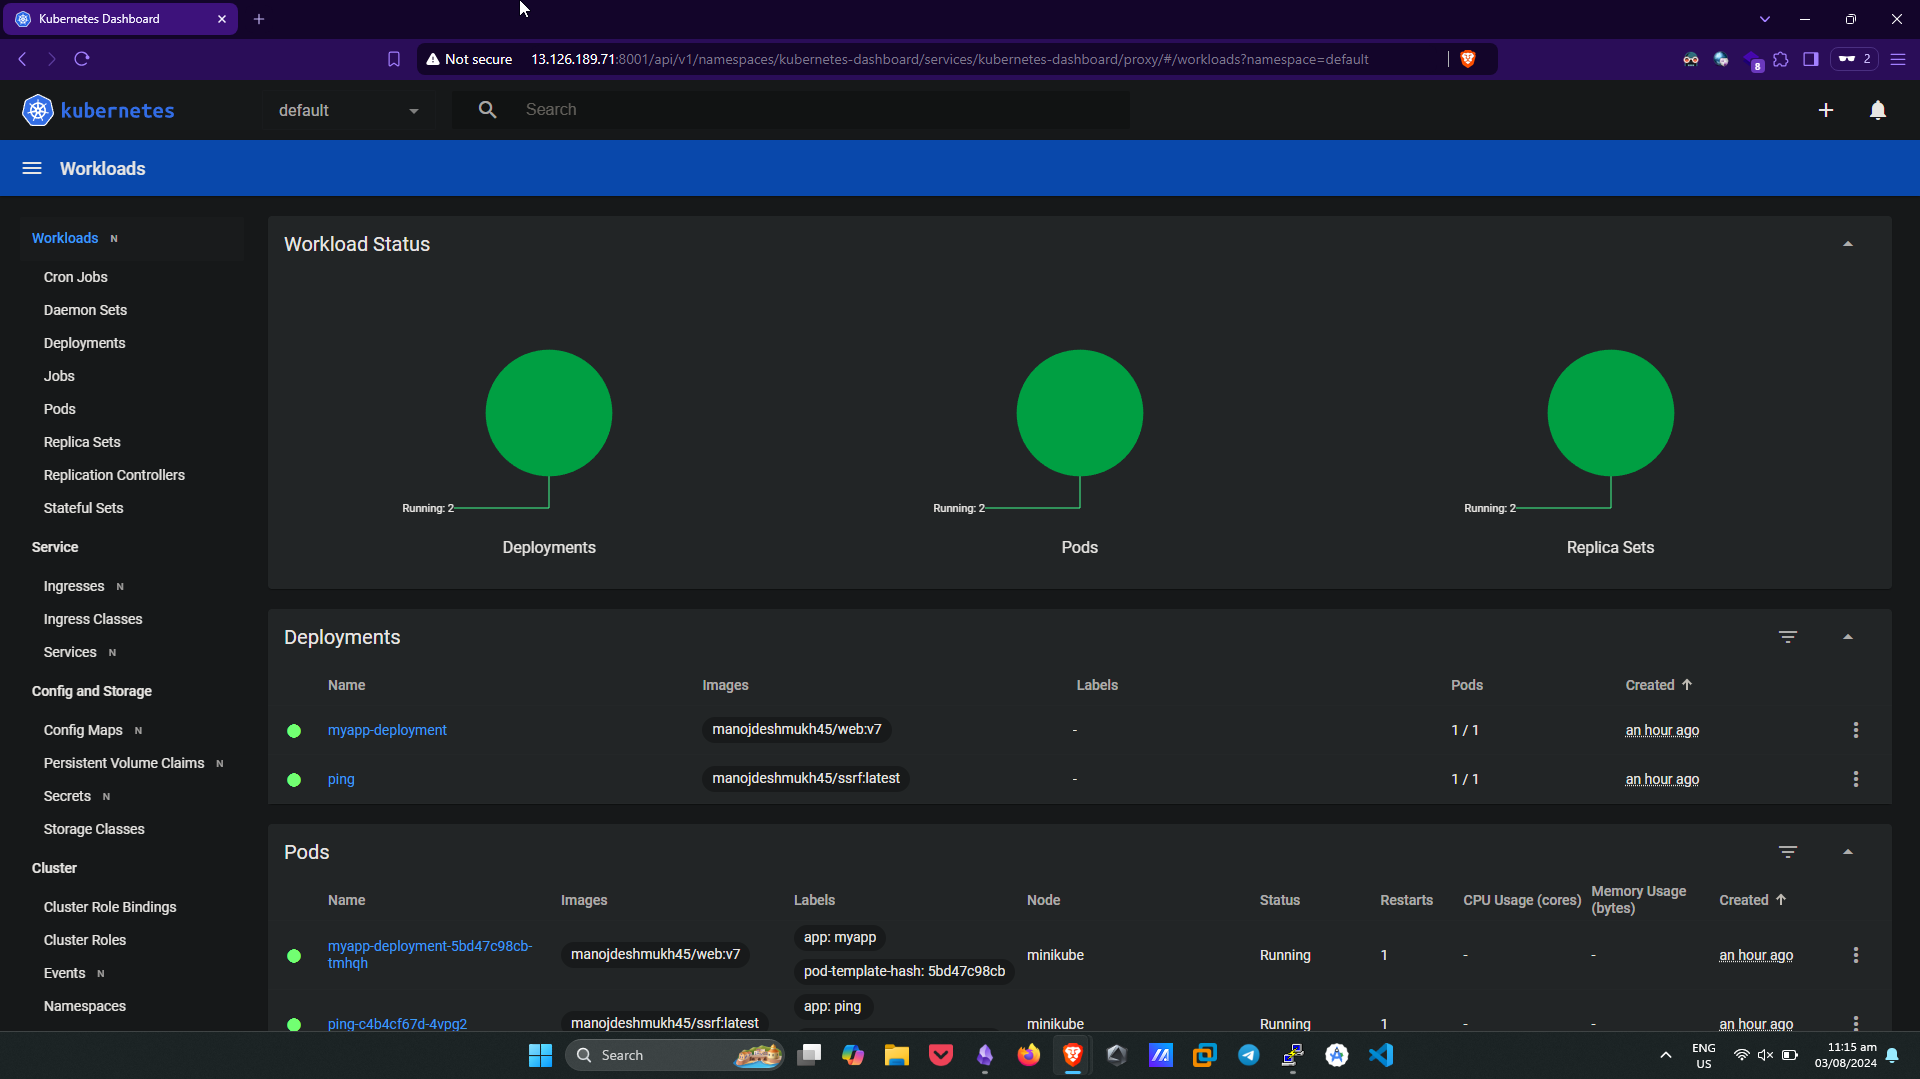 Kubernetes Dashboard
Not secure 13.126.189.71:8001/api/v1/namespaces/kubernetes-dashboard/services/kubernetes-dashboard/proxy/#/workloads?namespace=default
8
2
kubernetes
default
Search
Workloads
Workloads N
Cron Jobs
Daemon Sets
Deployments
Jobs
Pods
Replica Sets
Replication Controllers
Stateful Sets
Service
Ingresses N
Ingress Classes
Services N
Config and Storage
Config Maps N
Persistent Volume Claims N
Secrets N
Storage Classes
Cluster
Cluster Role Bindings
Cluster Roles
Events N
Namespaces
Workload Status
Running: 2
Running: 2
Running: 2
Deployments
Pods
Replica Sets
Deployments
Name Images Labels Pods Created
myapp-deployment manojdeshmukh45/web:v7 - 1 / 1 an hour ago
ping manojdeshmukh45/ssrf:latest - 1 / 1 an hour ago
Pods
Name Images Labels Node Status Restarts CPU Usage (cores) Memory Usage
(bytes) Created
app: myapp
myapp-deployment-5bd47c98cb-
tmhqh manojdeshmukh45/web:v7 minikube Running 1 - - an hour ago
pod-template-hash: 5bd47c98cb
app: ping
ping-c4b4cf67d-4vpg2 manojdeshmukh45/ssrf:latest minikube Running 1 - - an hour ago
Search
ENG
US
11:15 am
03/08/2024